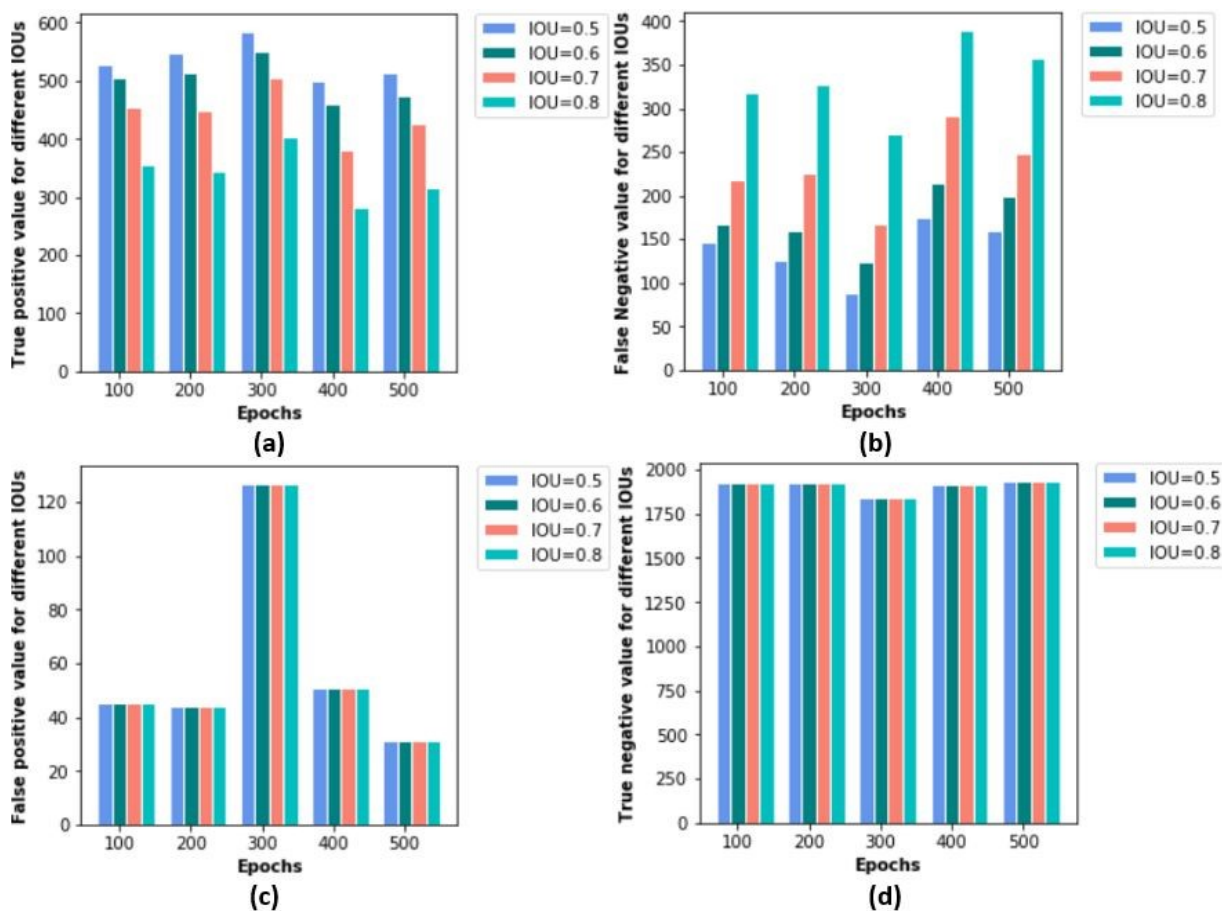 True positive value for different IOUs
600
500
400
300
200
100
0
100 200 300 400 500
Epochs
IOU=0.5
IOU=0.6
IOU=0.7
IOU=0.8
(a)
False Negative value for different IOUs
400
350
300
250
200
150
100
50
0
100 200 300 400 500
Epochs
IOU=0.5
IOU=0.6
IOU=0.7
IOU=0.8
(b)
False positive value for different IOUs
120
100
80
60
40
20
0
100 200 300 400 500
Epochs
IOU=0.5
IOU=0.6
IOU=0.7
IOU=0.8
(c)
True negative value for different IOUs
2000
1750
1500
1250
1000
750
500
250
0
100 200 300 400 500
Epochs
IOU=0.5
IOU=0.6
IOU=0.7
IOU=0.8
(d)